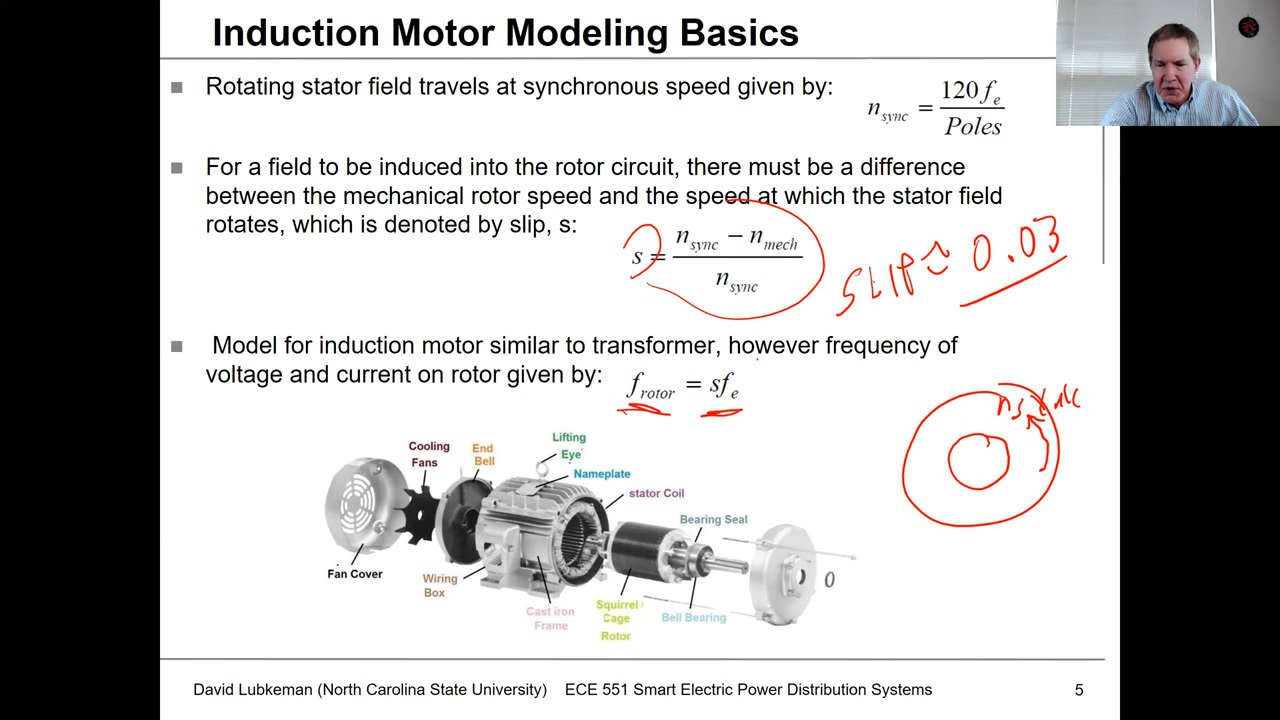 Induction Motor Modeling Basics
Rotating stator field travels at synchronous speed given by:
n_sync = 120 f_e / Poles
For a field to be induced into the rotor circuit, there must be a difference
between the mechanical rotor speed and the speed at which the stator field
rotates, which is denoted by slip, s:
s = (n_sync − n_mech) / n_sync
SLIP ≈ 0.03
Model for induction motor similar to transformer, however frequency of
voltage and current on rotor given by:
f_rotor = sf_e
Cooling
Fans
End
Bell
Lifting
Eye
Nameplate
stator Coil
Bearing Seal
Fan Cover
Wiring
Box
Cast iron
Frame
Squirrel
Cage
Rotor
Bell Bearing
David Lubkeman (North Carolina State University)
ECE 551 Smart Electric Power Distribution Systems
5